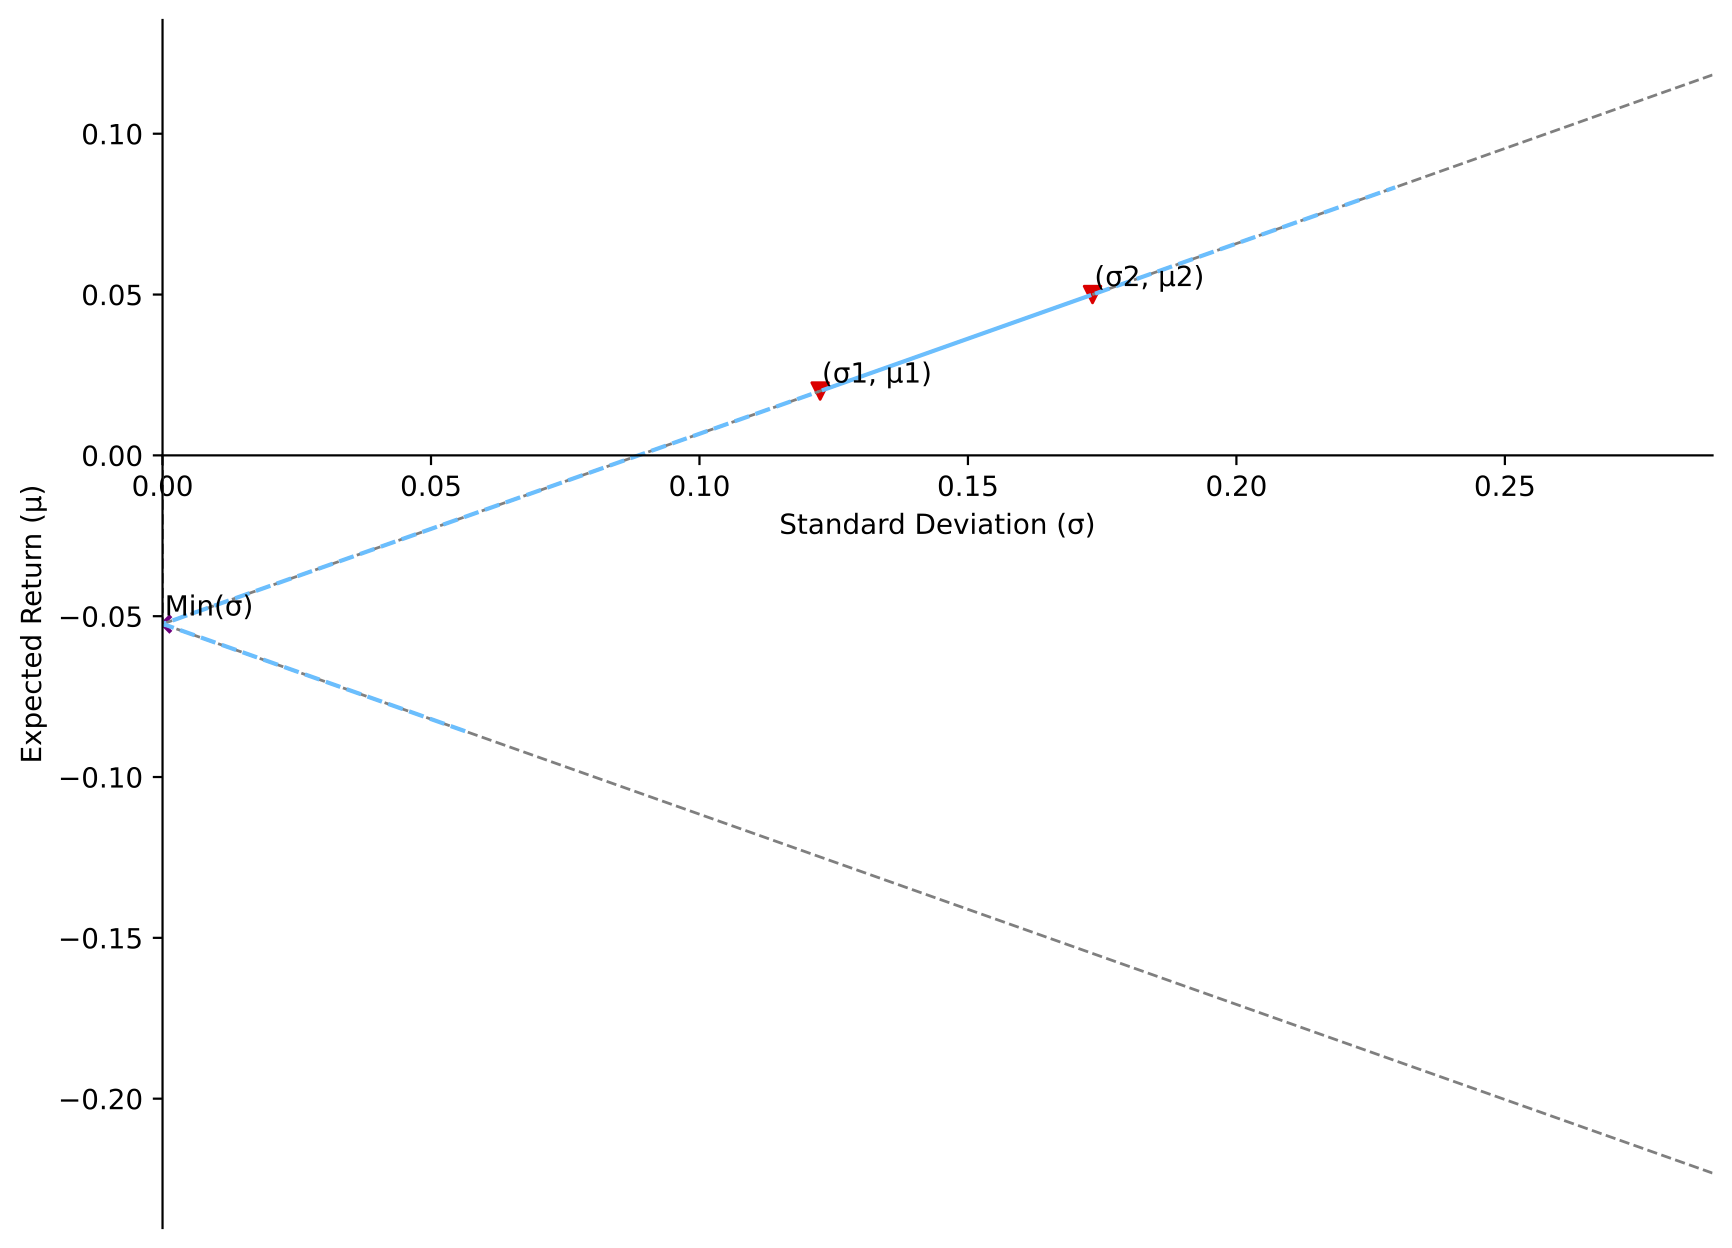 0.10
0.05
(σ2, μ2)
(σ1, μ1)
0.00
0.00
0.05
0.10
0.15
0.20
0.25
Standard Deviation (σ)
Expected Return (μ)
Min(σ)
−0.05
−0.10
−0.15
−0.20